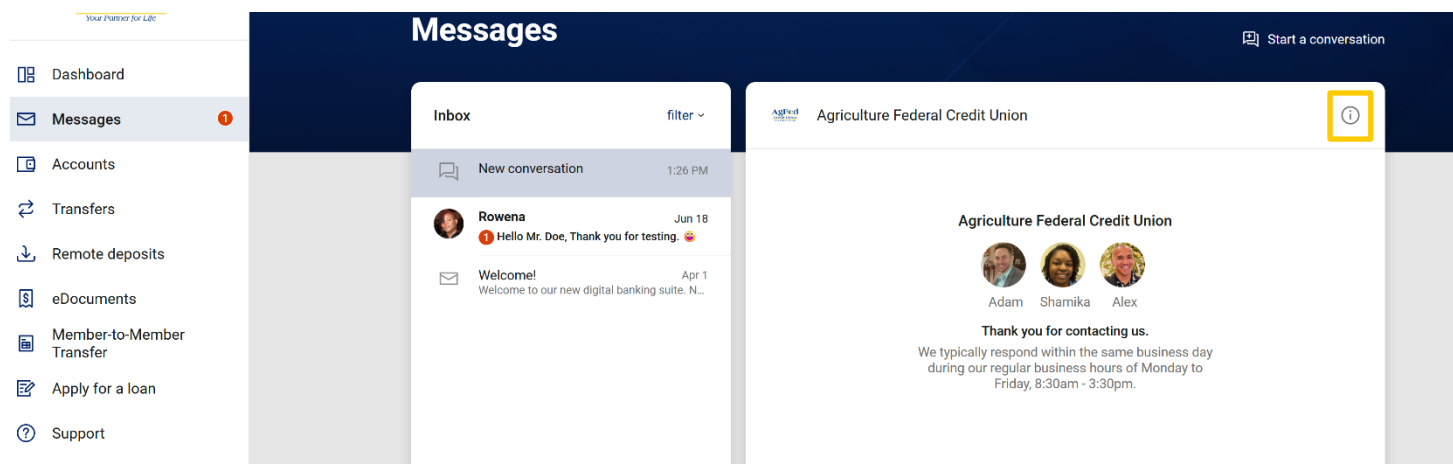 Your Partner for Life
Messages
Start a conversation
Dashboard
Messages 1
Accounts
Transfers
Remote deposits
eDocuments
Member-to-Member
Transfer
Apply for a loan
Support
Inbox
filter
New conversation 1:26 PM
Rowena Jun 18
1 Hello Mr. Doe, Thank you for testing. 😀
Welcome! Apr 1
Welcome to our new digital banking suite. N...
AgFed
Agriculture Federal Credit Union
Agriculture Federal Credit Union
Adam Shamika Alex
Thank you for contacting us.
We typically respond within the same business day
during our regular business hours of Monday to
Friday, 8:30am - 3:30pm.